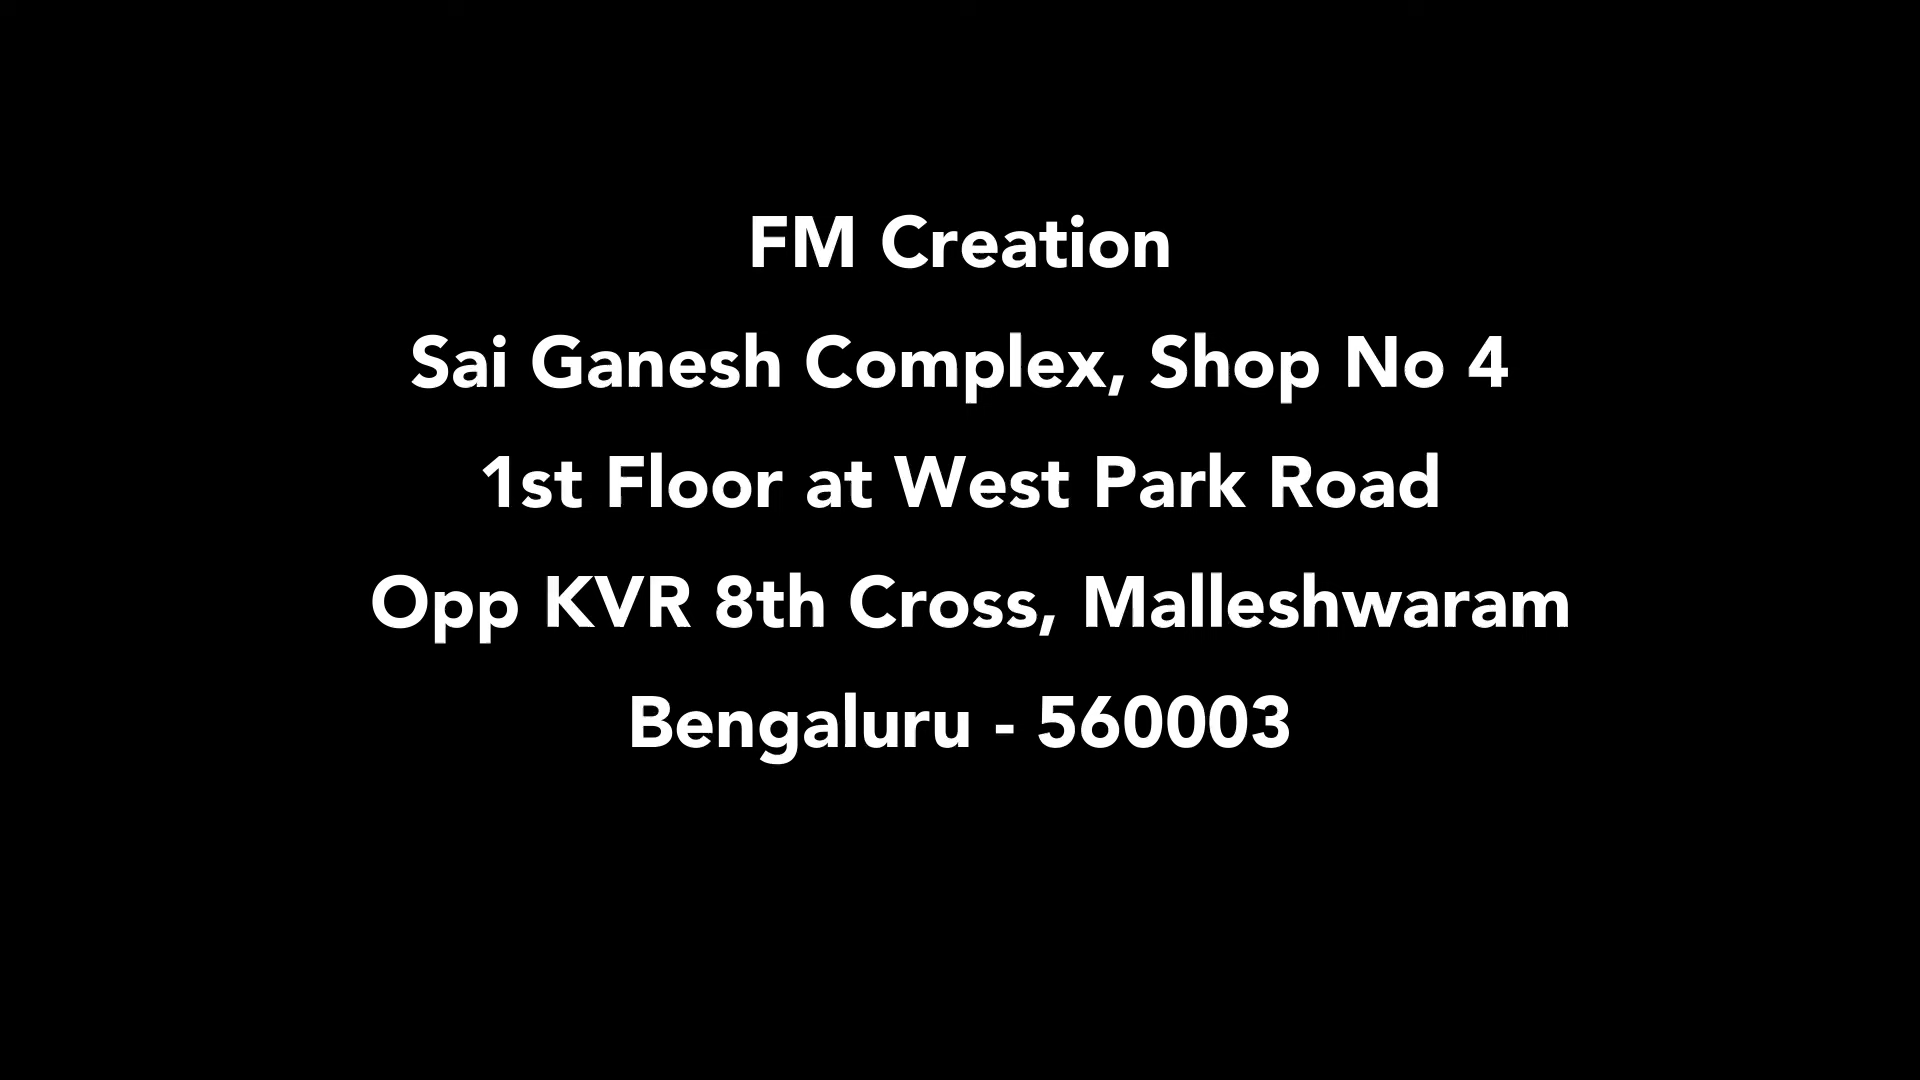 FM Creation
Sai Ganesh Complex, Shop No 4
1st Floor at West Park Road
Opp KVR 8th Cross, Malleshwaram
Bengaluru - 560003